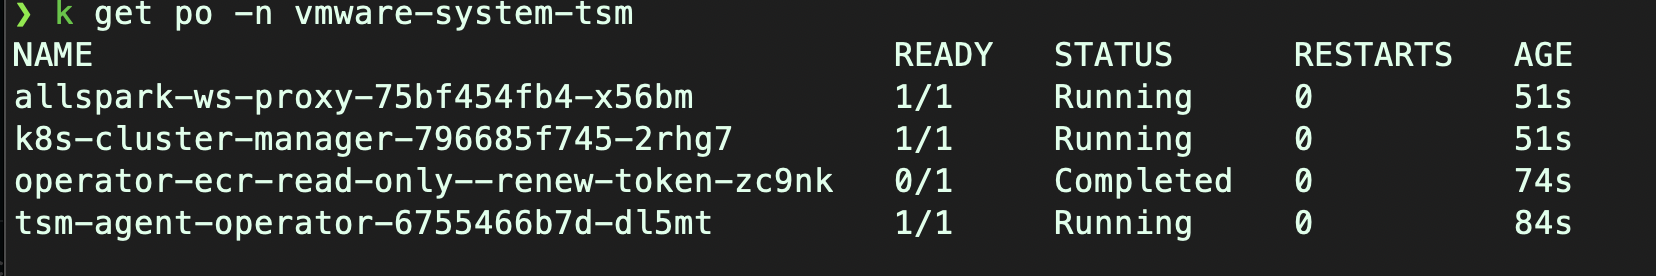 ❯ k get po -n vmware-system-tsm
NAME READY STATUS RESTARTS AGE
allspark-ws-proxy-75bf454fb4-x56bm 1/1 Running 0 51s
k8s-cluster-manager-796685f745-2rhg7 1/1 Running 0 51s
operator-ecr-read-only--renew-token-zc9nk 0/1 Completed 0 74s
tsm-agent-operator-6755466b7d-dl5mt 1/1 Running 0 84s